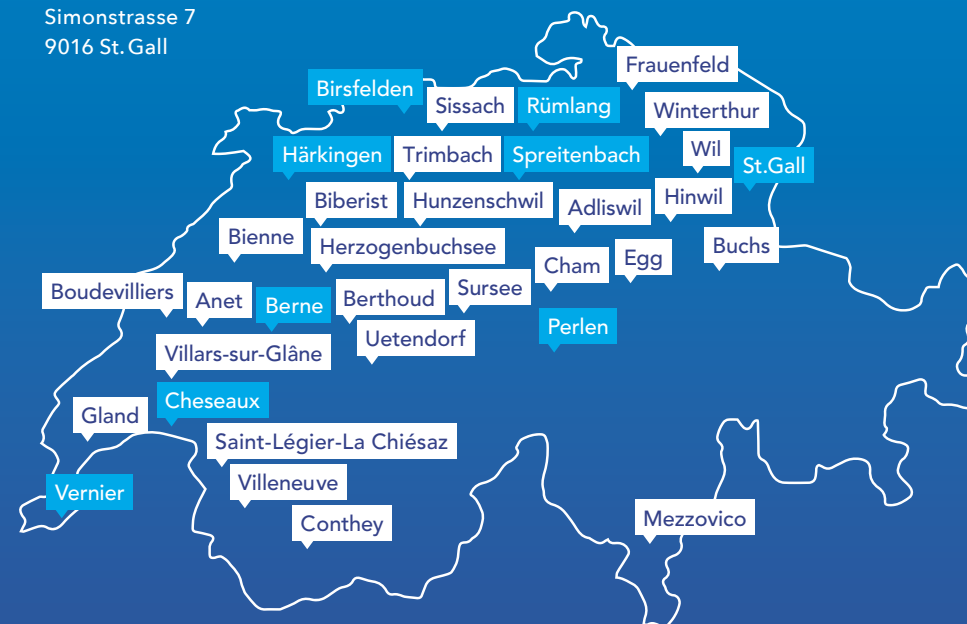 Simonstrasse 7
9016 St. Gall
Frauenfeld
Birsfelden
Sissach
Rümlang
Winterthur
Härkingen
Trimbach
Spreitenbach
Wil
St.Gall
Biberist
Hunzenschwil
Adliswil
Hinwil
Bienne
Herzogenbuchsee
Cham
Egg
Buchs
Boudevilliers
Anet
Berne
Berthoud
Sursee
Uetendorf
Perlen
Villars-sur-Glâne
Cheseaux
Gland
Saint-Légier-La Chiésaz
Villeneuve
Vernier
Conthey
Mezzovico